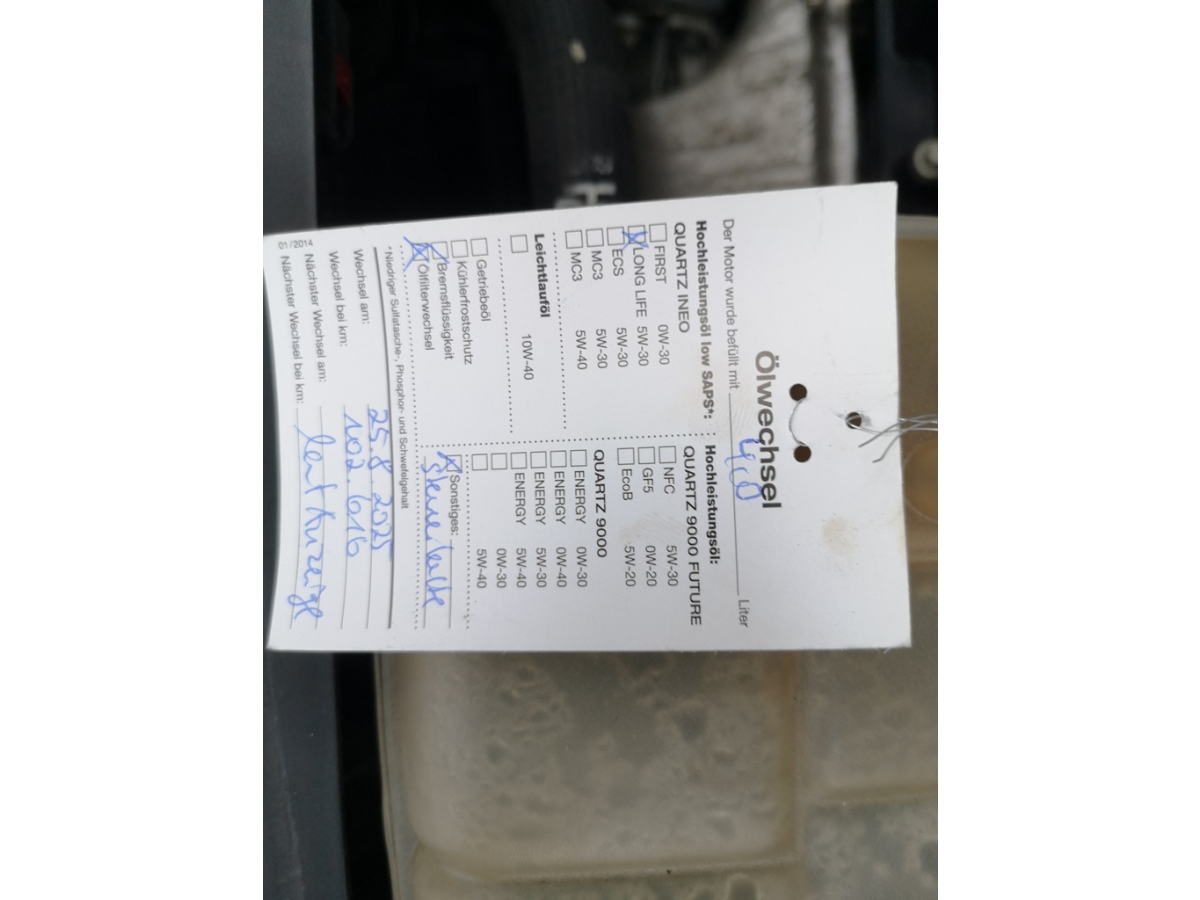 Ölwechsel
Der Motor wurde befüllt mit 4,0 Liter
Hochleistungsöl low SAPS*:
QUARTZ INEO
FIRST 0W-30
LONG LIFE 5W-30
ECS 5W-30
MC3 5W-30
MC3 5W-40
Leichtlauföl
10W-40
Getriebeöl
Kühlerfrostschutz
Bremsflüssigkeit
Ölfilterwechsel
Hochleistungsöl:
QUARTZ 9000 FUTURE
NFC 5W-30
GF5 0W-20
EcoB 5W-20
QUARTZ 9000
ENERGY 0W-30
ENERGY 0W-40
ENERGY 5W-30
ENERGY 5W-40
0W-30
5W-40
Sonstiges:
*Niedriger Sulfatasche-, Phosphor- und Schwefelgehalt
Wechsel am: 25.8.2025
Wechsel bei km: 102.616
Nächster Wechsel am:
Nächster Wechsel bei km: laut Anzeige
01/2014